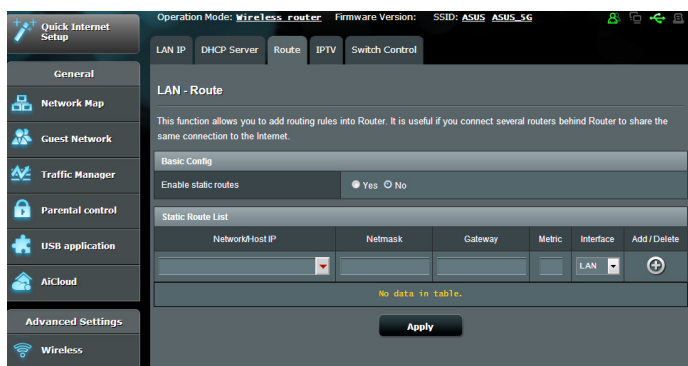 Quick Internet Setup
Operation Mode: Wireless router Firmware Version: SSID: ASUS ASUS_5G
LAN IP DHCP Server Route IPTV Switch Control
General
Network Map
Guest Network
Traffic Manager
Parental control
USB application
AiCloud
Advanced Settings
Wireless
LAN - Route
This function allows you to add routing rules into Router. It is useful if you connect several routers behind Router to share the
same connection to the Internet.
Basic Config
Enable static routes Yes No
Static Route List
Network/Host IP Netmask Gateway Metric Interface Add / Delete
LAN
No data in table.
Apply